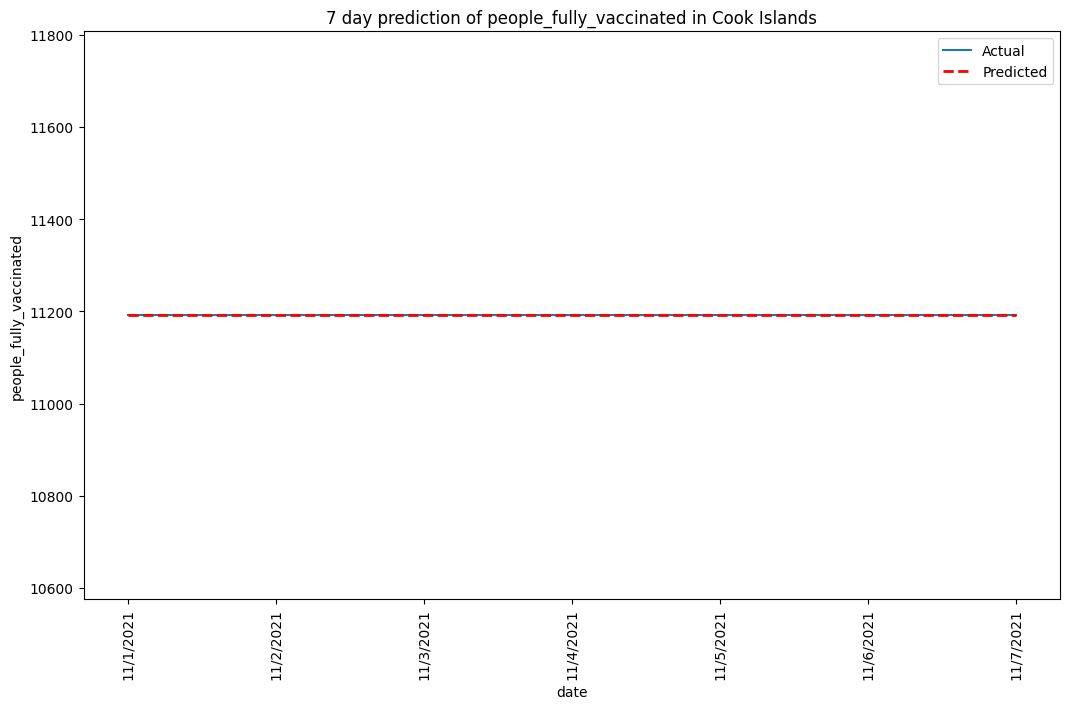 7 day prediction of people_fully_vaccinated in Cook Islands
Actual
Predicted
people_fully_vaccinated
11800
11600
11400
11200
11000
10800
10600
11/1/2021
11/2/2021
11/3/2021
11/4/2021
11/5/2021
11/6/2021
11/7/2021
date